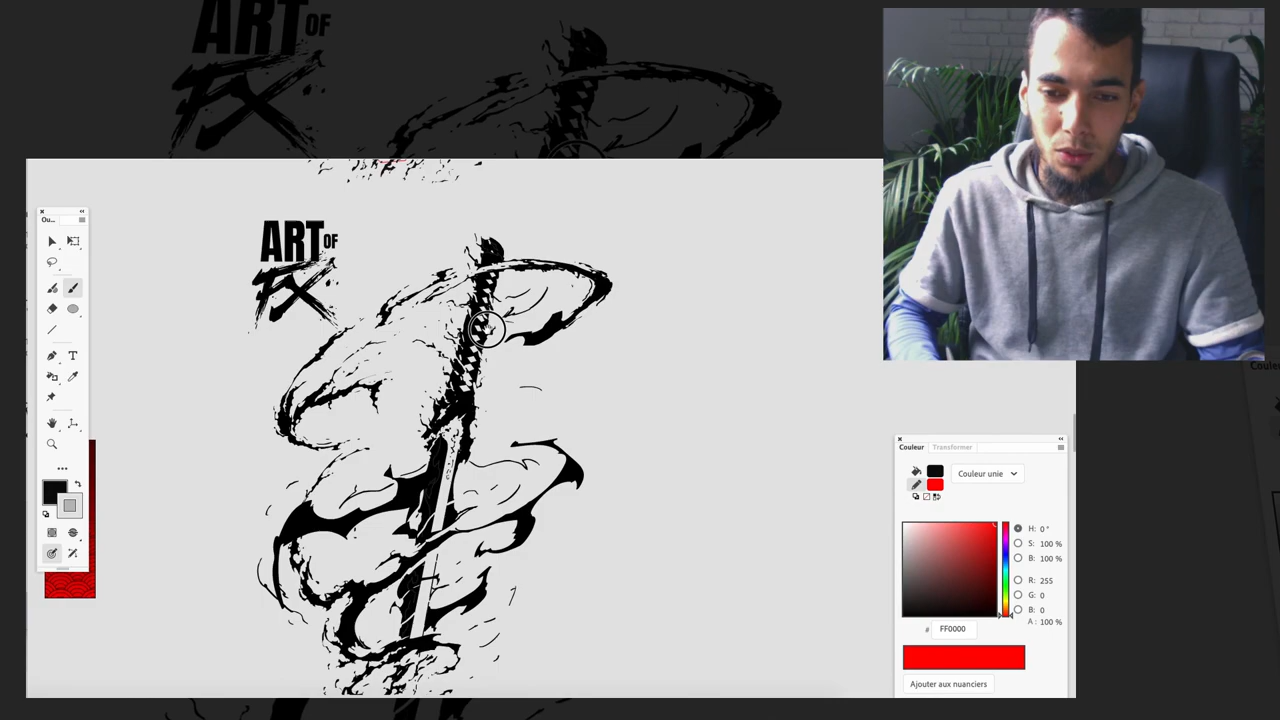 ART OF
FX
ART OF
FX
Ou...
T
Couleur
Transformer
Couleur unie
H: 0 °
S: 100 %
B: 100 %
R: 255
G: 0
B: 0
A : 100 %
# FF0000
Ajouter aux nuanciers